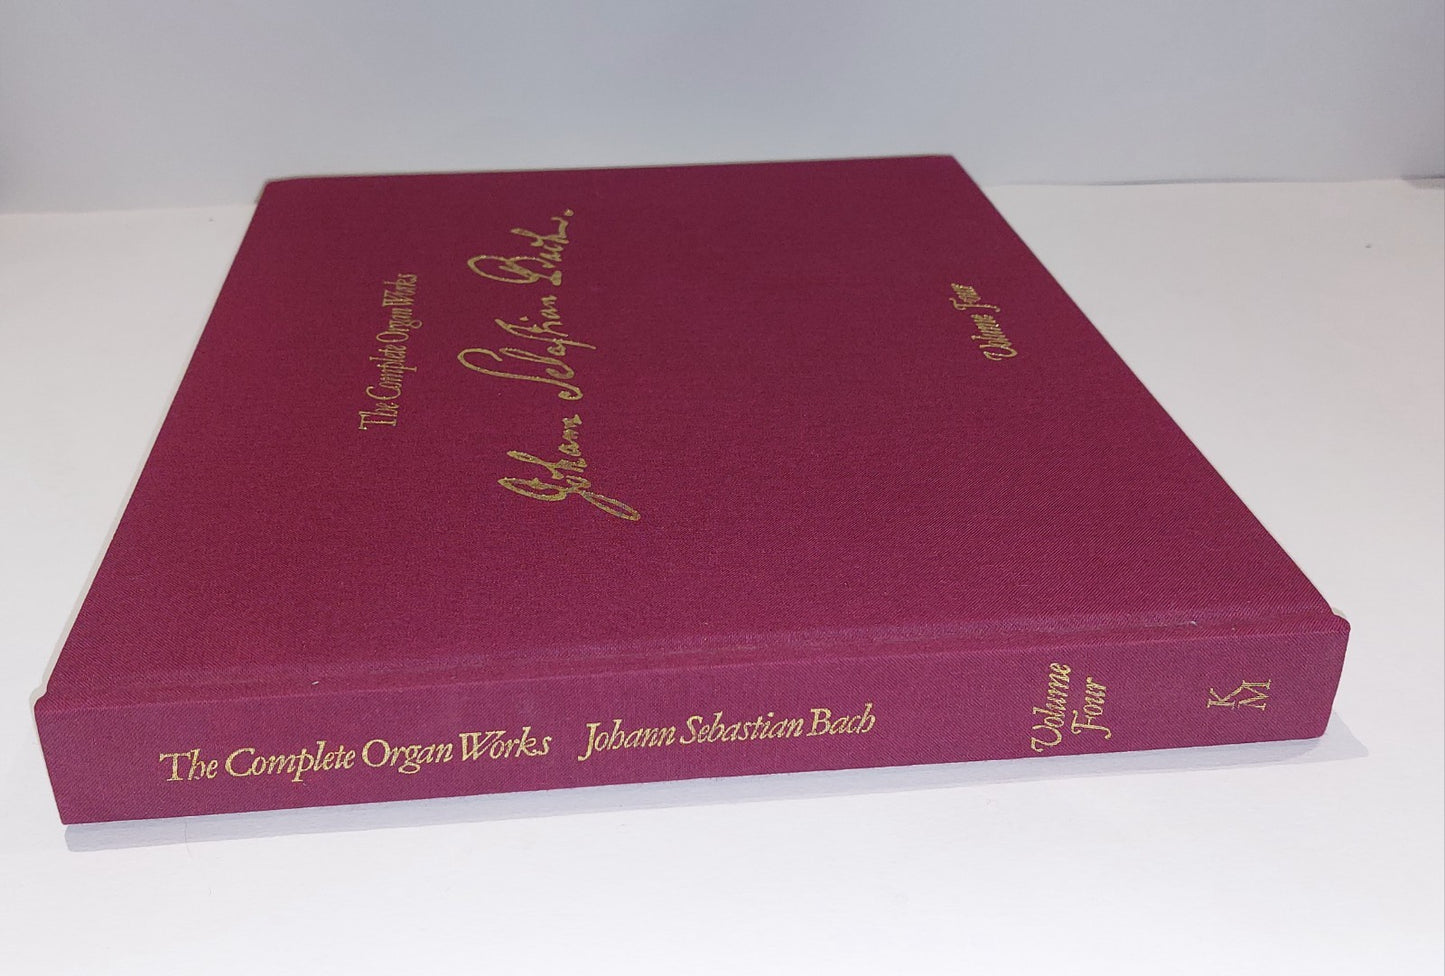 The Complete Organ Works
Johann Sebastian Bach.
Volume Four
The Complete Organ Works Johann Sebastian Bach
Volume
Four
K
M